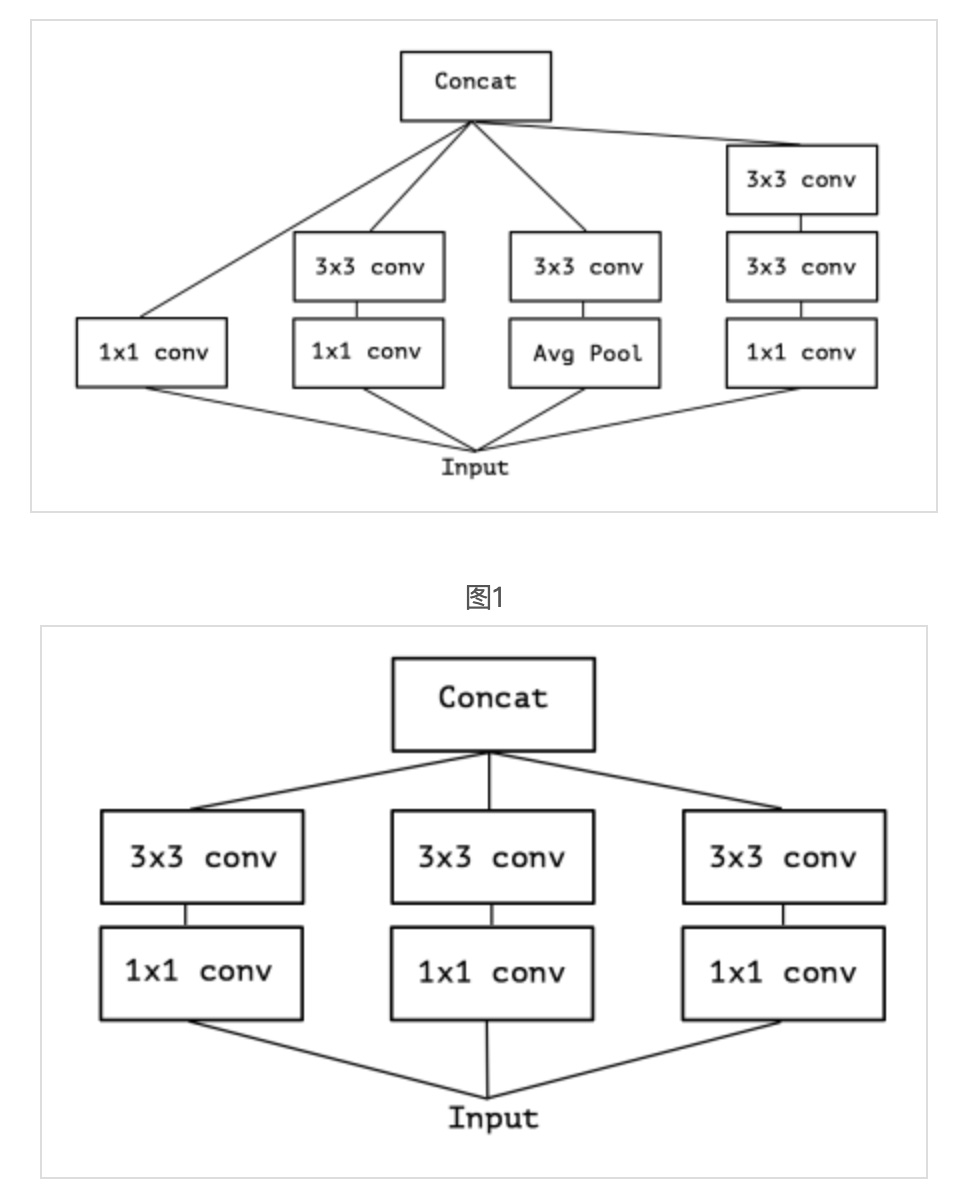 Concat
3x3 conv
3x3 conv 3x3 conv 3x3 conv
1x1 conv 1x1 conv Avg Pool 1x1 conv
Input
图1
Concat
3x3 conv 3x3 conv 3x3 conv
1x1 conv 1x1 conv 1x1 conv
Input